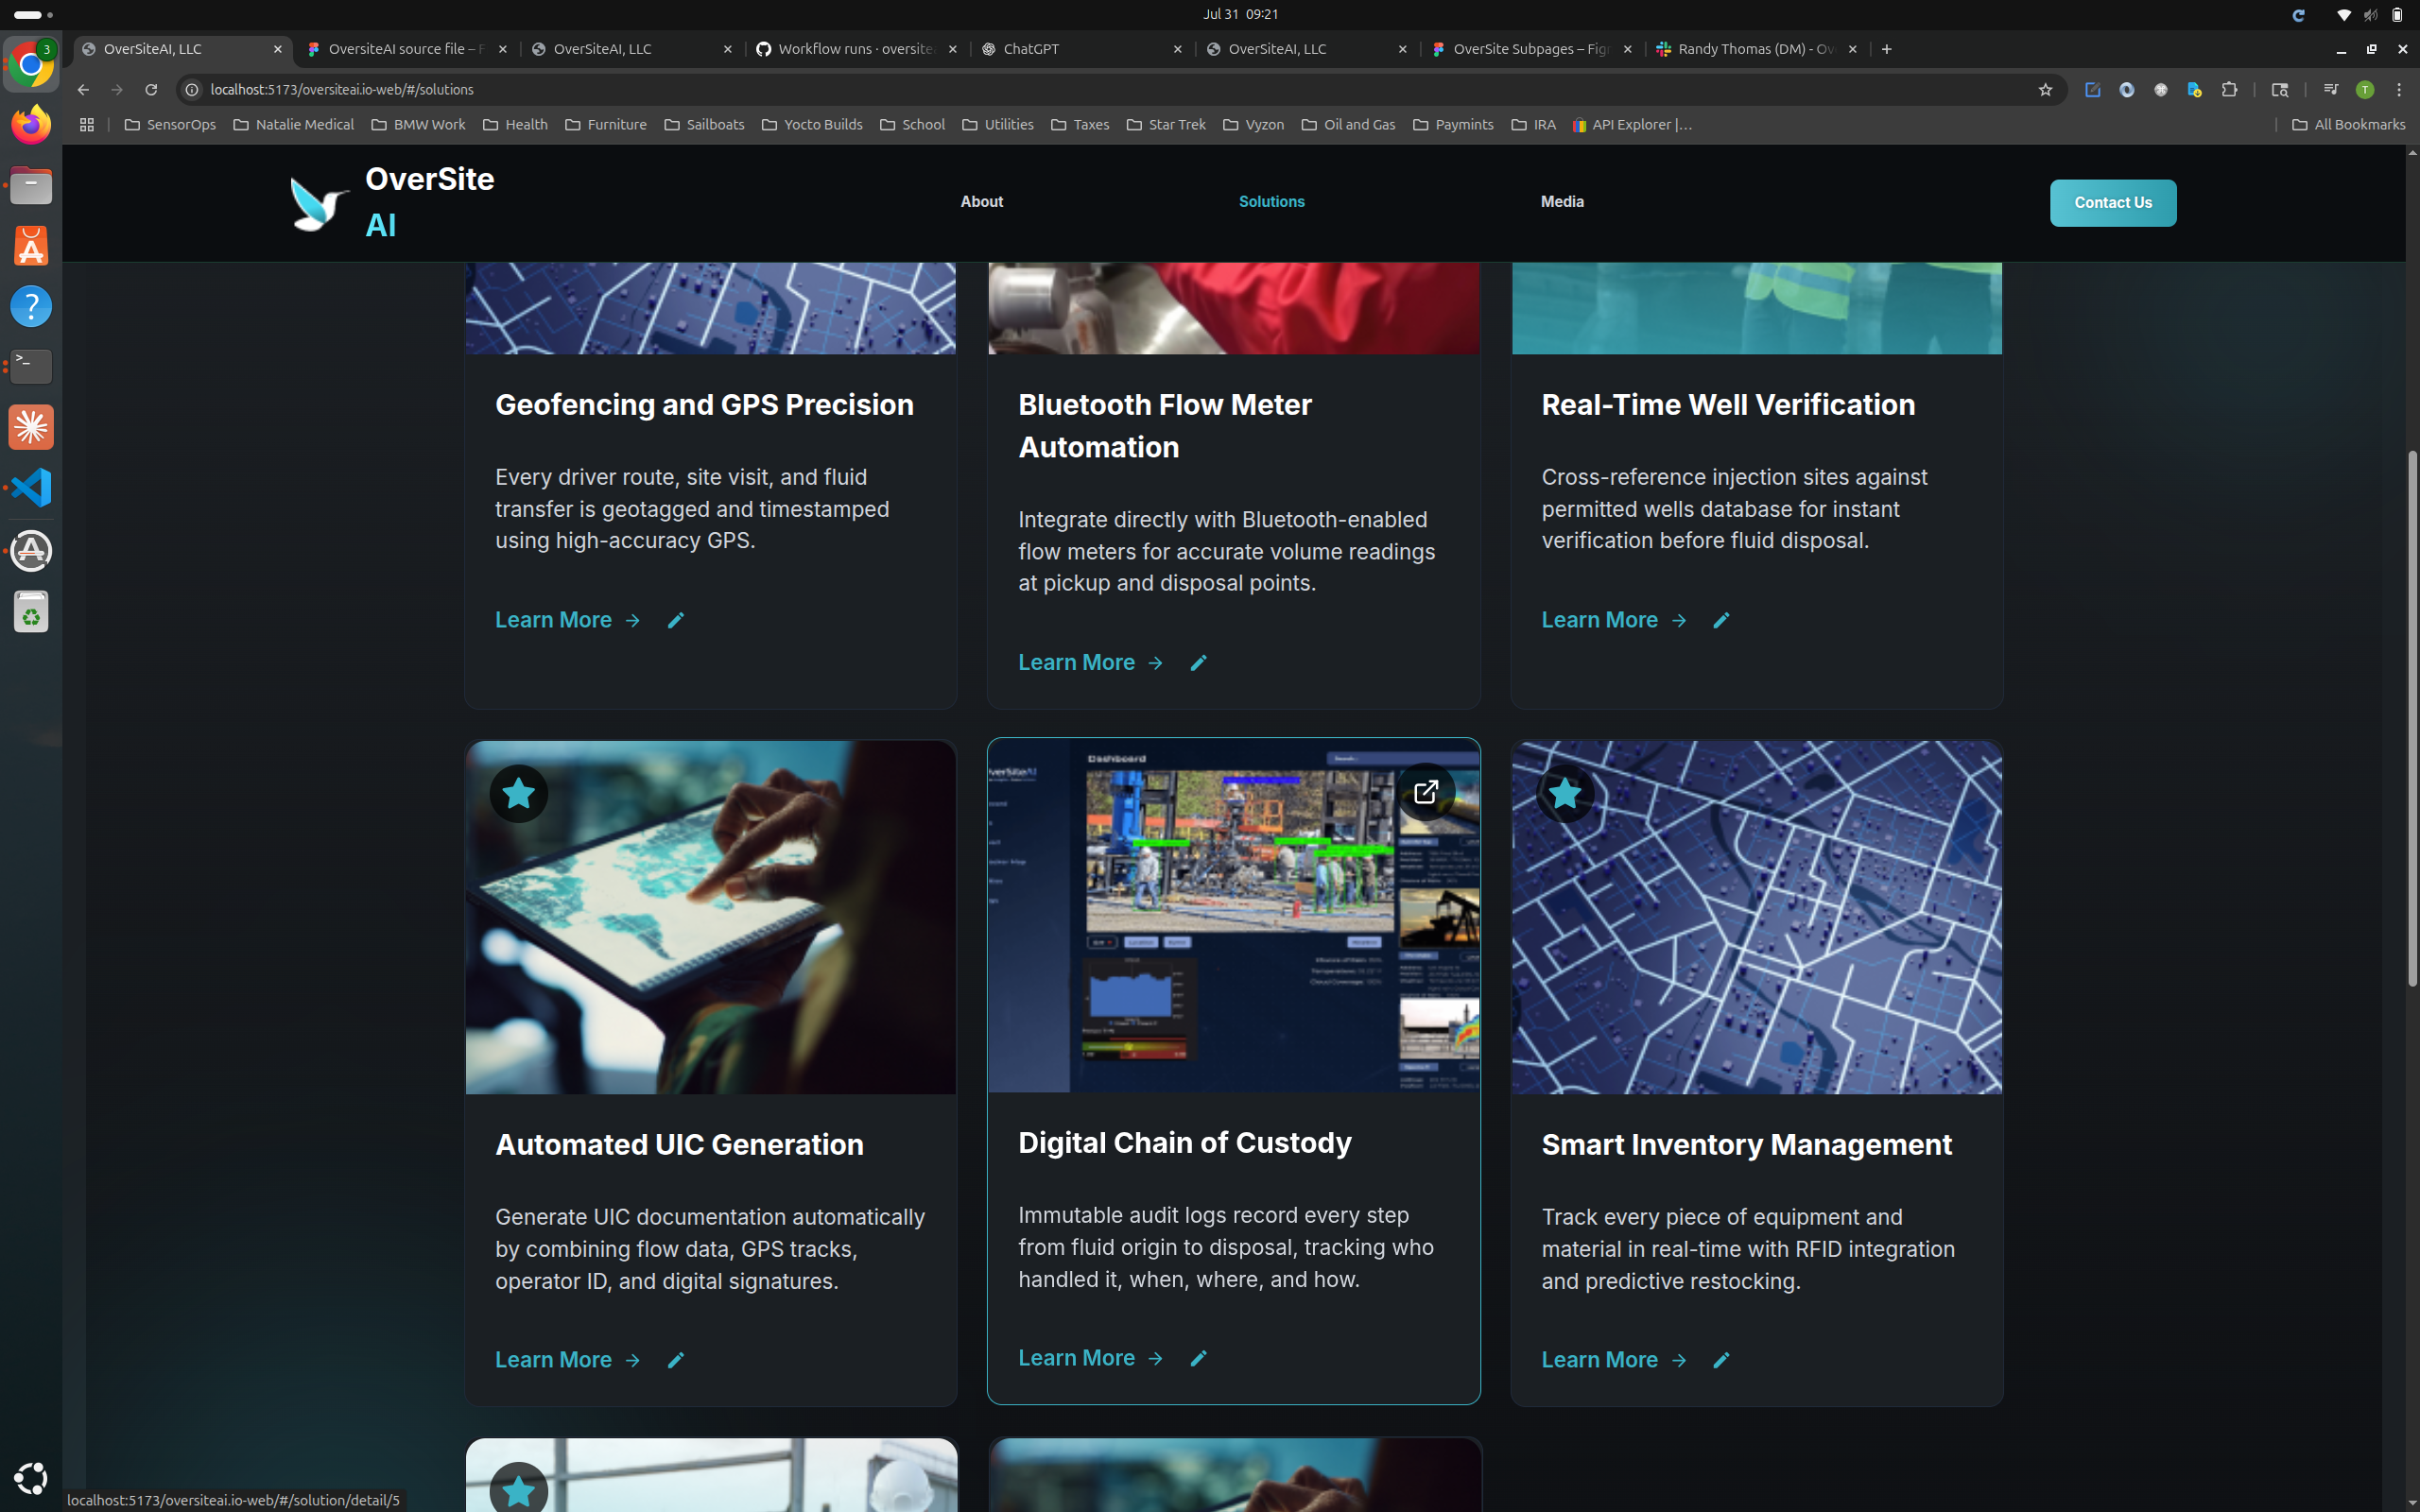 Jul 31 09:21
3
OverSiteAI, LLC
OversiteAI source file – F
OverSiteAI, LLC
Workflow runs · oversite
ChatGPT
OverSiteAI, LLC
OverSite Subpages – Fig
Randy Thomas (DM) - Ov
localhost:5173/oversiteai.io-web/#/solutions
T
SensorOps
Natalie Medical
BMW Work
Health
Furniture
Sailboats
Yocto Builds
School
Utilities
Taxes
Star Trek
Vyzon
Oil and Gas
Paymints
IRA
API Explorer |…
All Bookmarks
OverSite
AI
About
Solutions
Media
Contact Us
Geofencing and GPS Precision
Every driver route, site visit, and fluid
transfer is geotagged and timestamped
using high-accuracy GPS.
Learn More
Bluetooth Flow Meter
Automation
Integrate directly with Bluetooth-enabled
flow meters for accurate volume readings
at pickup and disposal points.
Learn More
Real-Time Well Verification
Cross-reference injection sites against
permitted wells database for instant
verification before fluid disposal.
Learn More
Automated UIC Generation
Generate UIC documentation automatically
by combining flow data, GPS tracks,
operator ID, and digital signatures.
Learn More
Dashboard
Digital Chain of Custody
Immutable audit logs record every step
from fluid origin to disposal, tracking who
handled it, when, where, and how.
Learn More
Smart Inventory Management
Track every piece of equipment and
material in real-time with RFID integration
and predictive restocking.
Learn More
localhost:5173/oversiteai.io-web/#/solution/detail/5